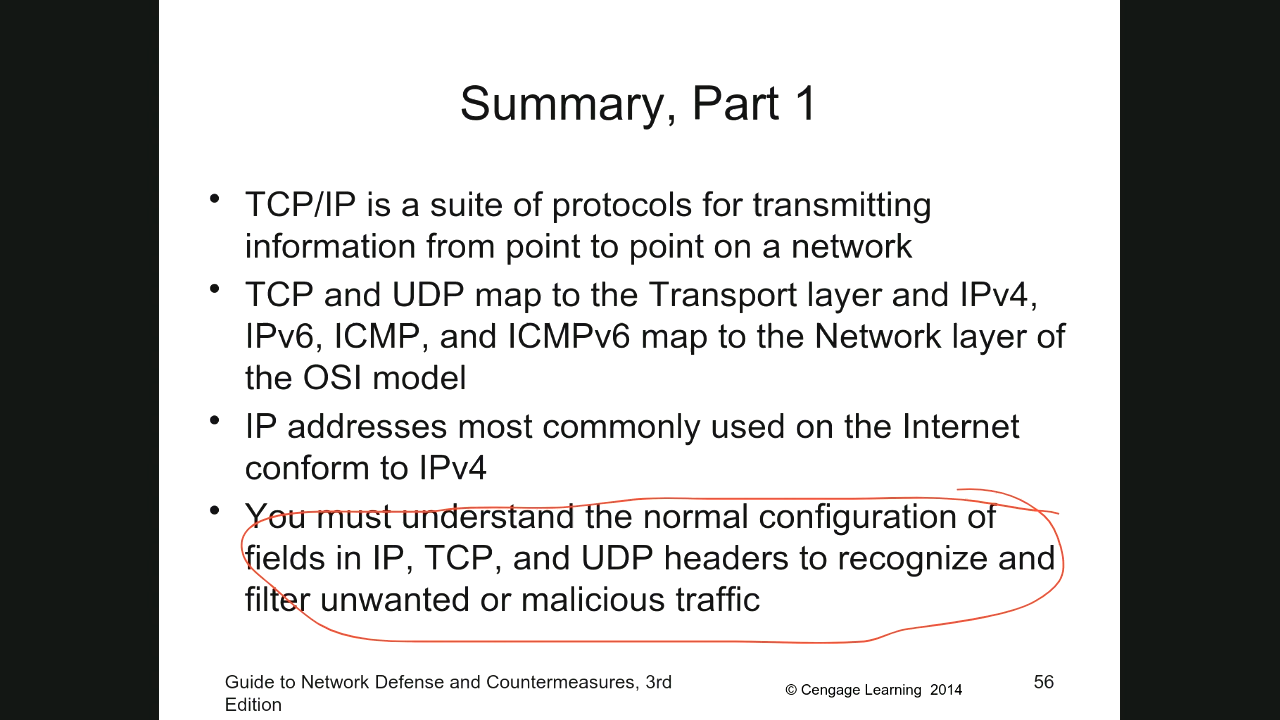 Summary, Part 1
• TCP/IP is a suite of protocols for transmitting
information from point to point on a network
• TCP and UDP map to the Transport layer and IPv4,
IPv6, ICMP, and ICMPv6 map to the Network layer of
the OSI model
• IP addresses most commonly used on the Internet
conform to IPv4
• You must understand the normal configuration of
fields in IP, TCP, and UDP headers to recognize and
filter unwanted or malicious traffic
Guide to Network Defense and Countermeasures, 3rd
Edition
© Cengage Learning 2014
56